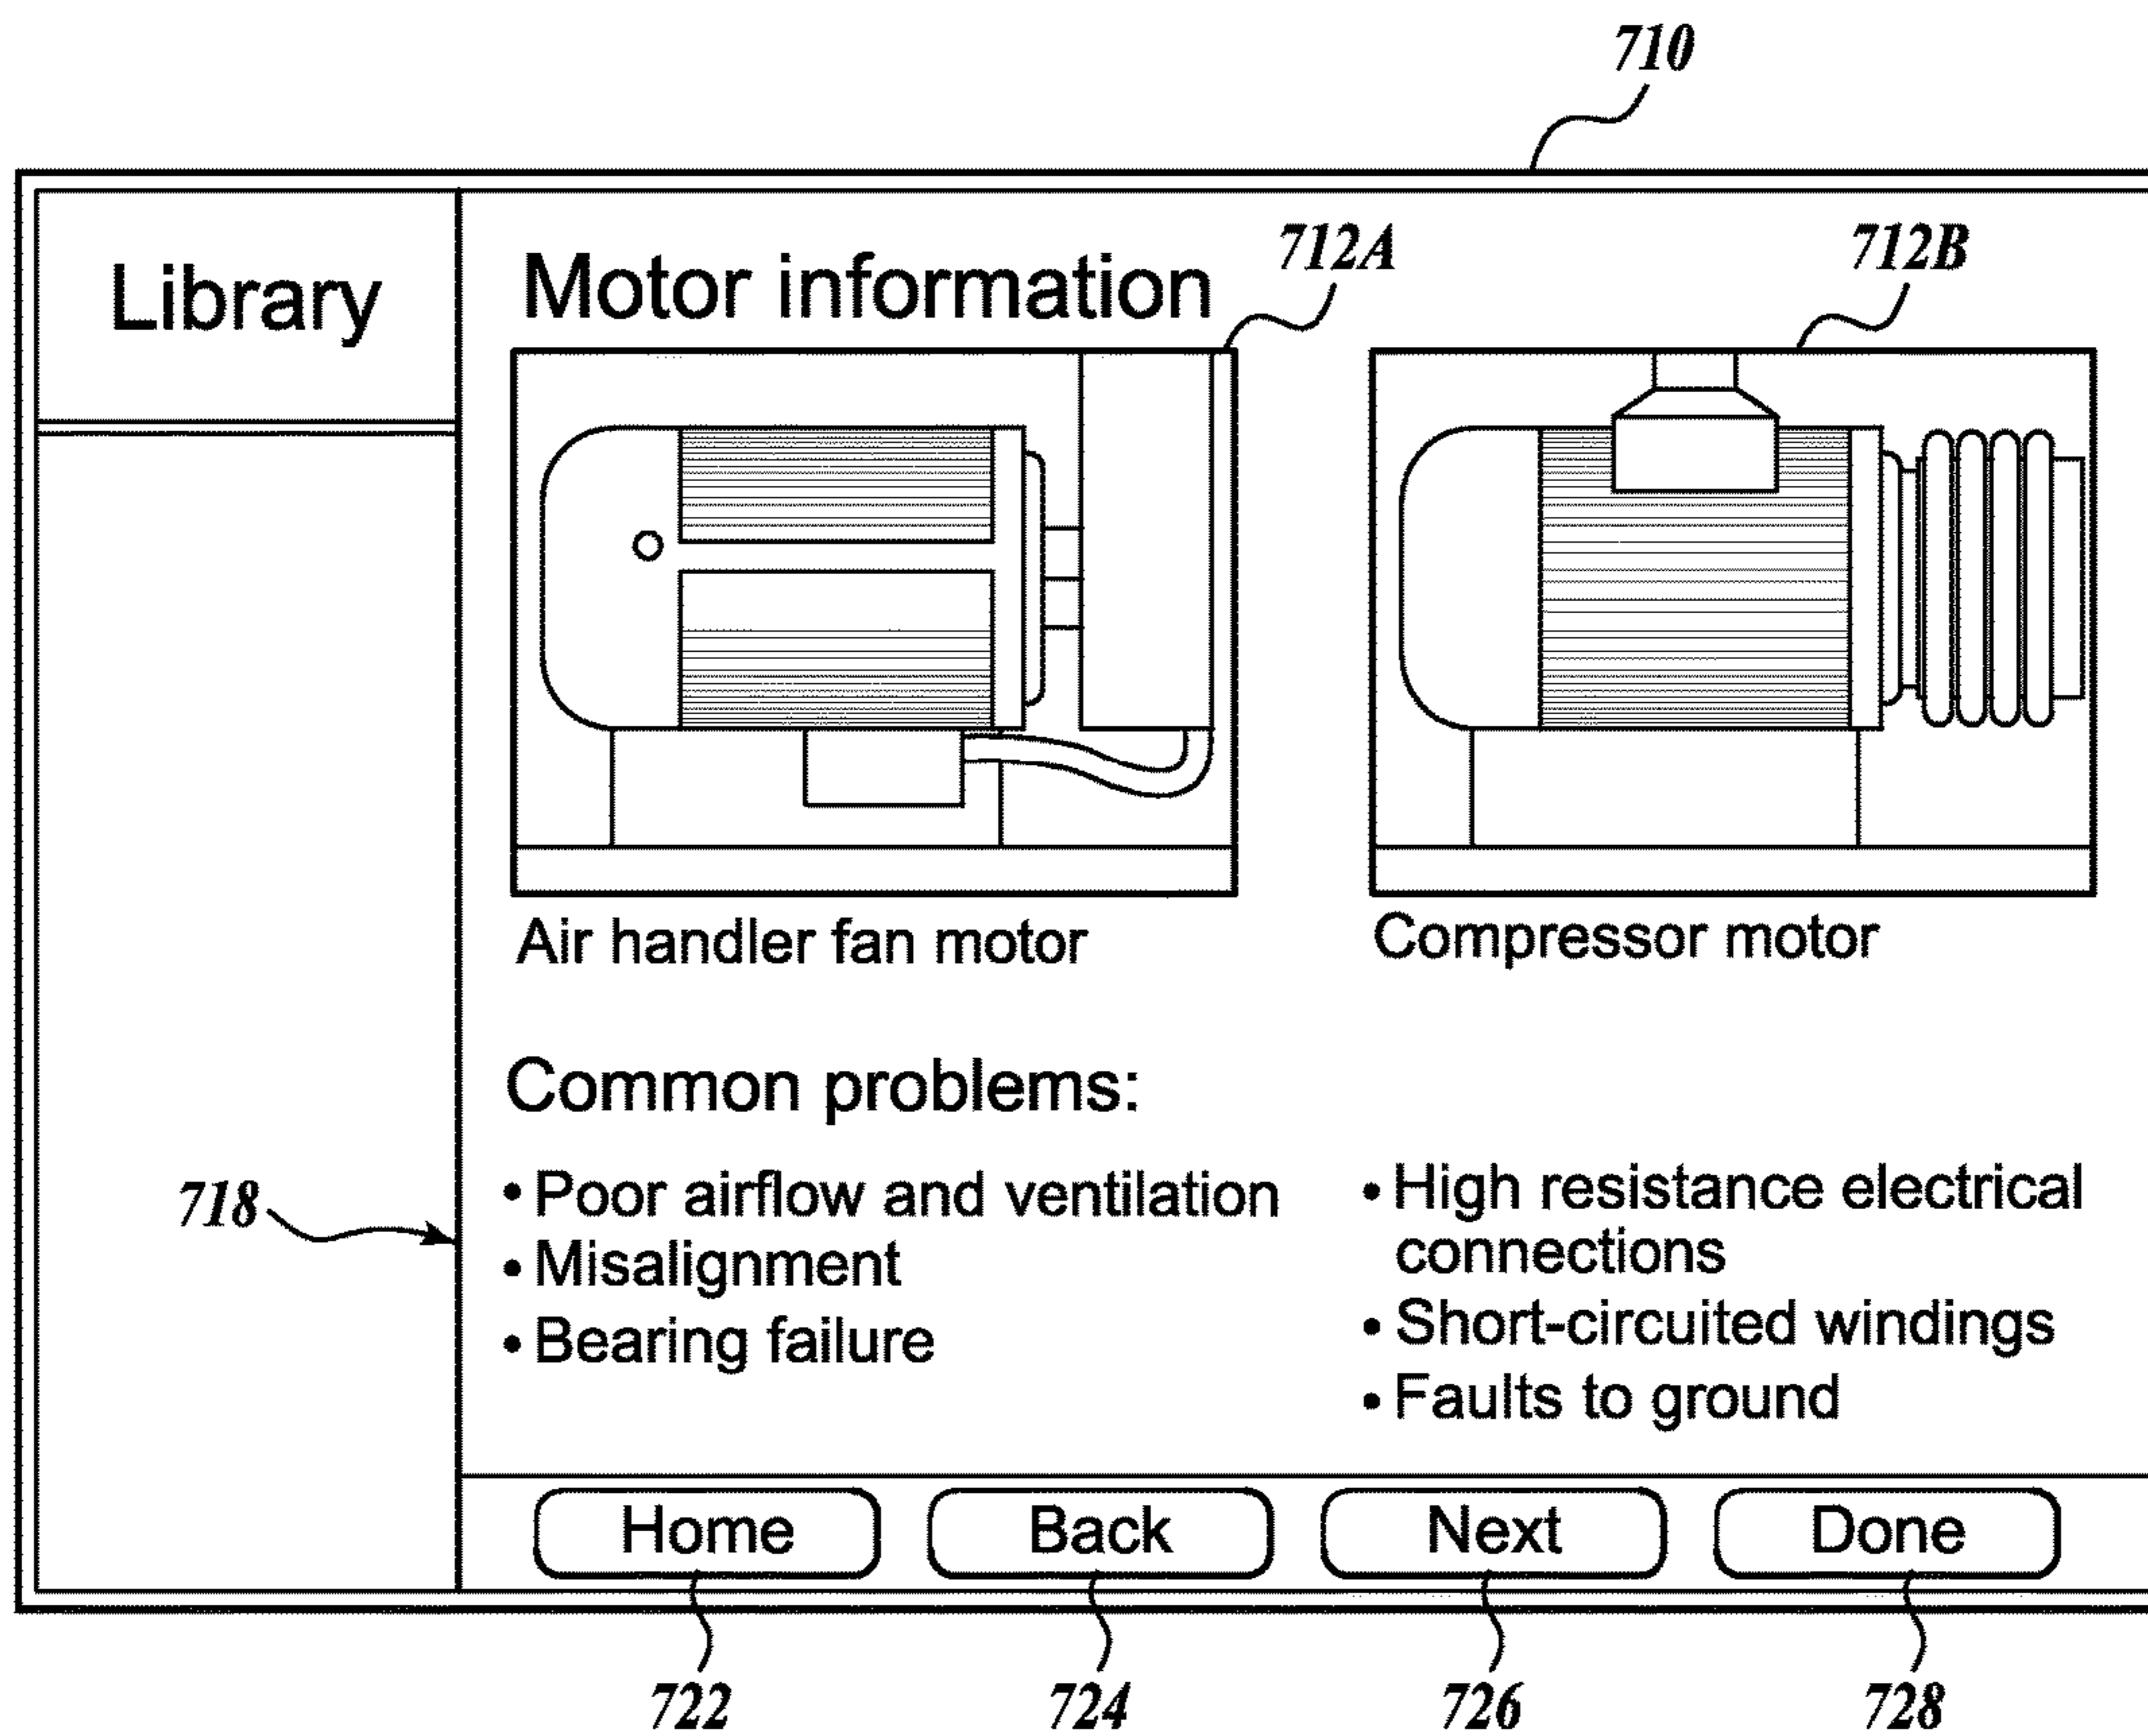 710
Library
Motor information
712A
712B
Air handler fan motor
Compressor motor
Common problems:
• Poor airflow and ventilation
• Misalignment
• Bearing failure
• High resistance electrical
connections
• Short-circuited windings
• Faults to ground
718
Home
Back
Next
Done
722
724
726
728